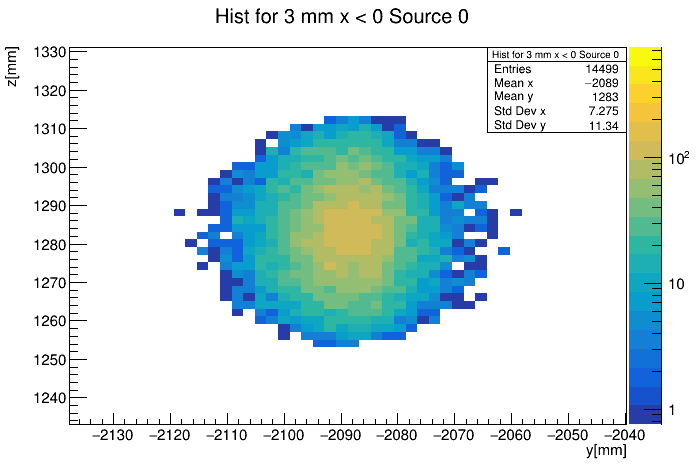 Hist for 3 mm x < 0 Source 0
z[mm]
1330
1320
1310
1300
1290
1280
1270
1260
1250
1240
Hist for 3 mm x < 0 Source 0
Entries 14499
Mean x −2089
Mean y 1283
Std Dev x 7.275
Std Dev y 11.34
10²
10
1
−2130 −2120 −2110 −2100 −2090 −2080 −2070 −2060 −2050 −2040
y[mm]